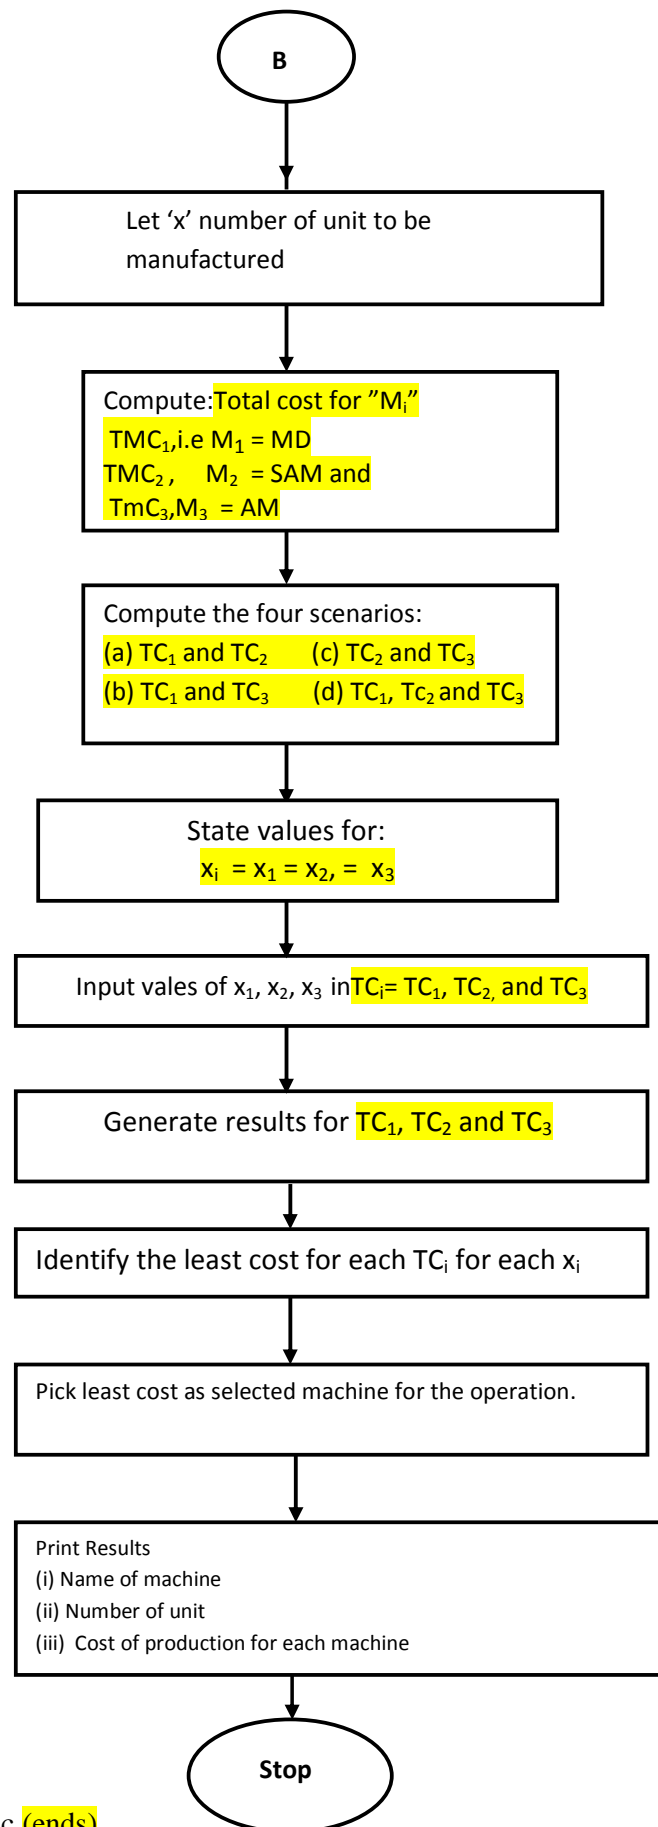 B
Let ‘x’ number of unit to be
manufactured
Compute:Total cost for ”Mᵢ”
TMC₁,i.e M₁ = MD
TMC₂ , M₂ = SAM and
TmC₃,M₃ = AM
Compute the four scenarios:
(a) TC₁ and TC₂ (c) TC₂ and TC₃
(b) TC₁ and TC₃ (d) TC₁, Tc₂ and TC₃
State values for:
xᵢ = x₁ = x₂, = x₃
Input vales of x₁, x₂, x₃ inTCᵢ= TC₁, TC₂, and TC₃
Generate results for TC₁, TC₂ and TC₃
Identify the least cost for each TCᵢ for each xᵢ
Pick least cost as selected machine for the operation.
Print Results
(i) Name of machine
(ii) Number of unit
(iii) Cost of production for each machine
Stop
(ends)